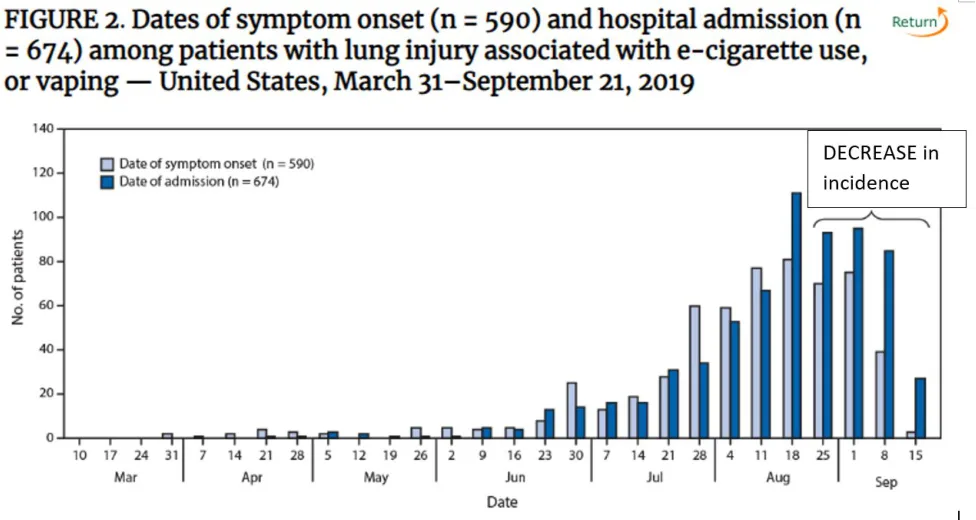 FIGURE 2. Dates of symptom onset (n = 590) and hospital admission (n
= 674) among patients with lung injury associated with e-cigarette use,
or vaping — United States, March 31–September 21, 2019
Return
140
120
100
80
60
40
20
0
No. of patients
Date of symptom onset (n = 590)
Date of admission (n = 674)
DECREASE in
incidence
10 17 24 31 7 14 21 28 5 12 19 26 2 9 16 23 30 7 14 21 28 4 11 18 25 1 8 15
Mar Apr May Jun Jul Aug Sep
Date